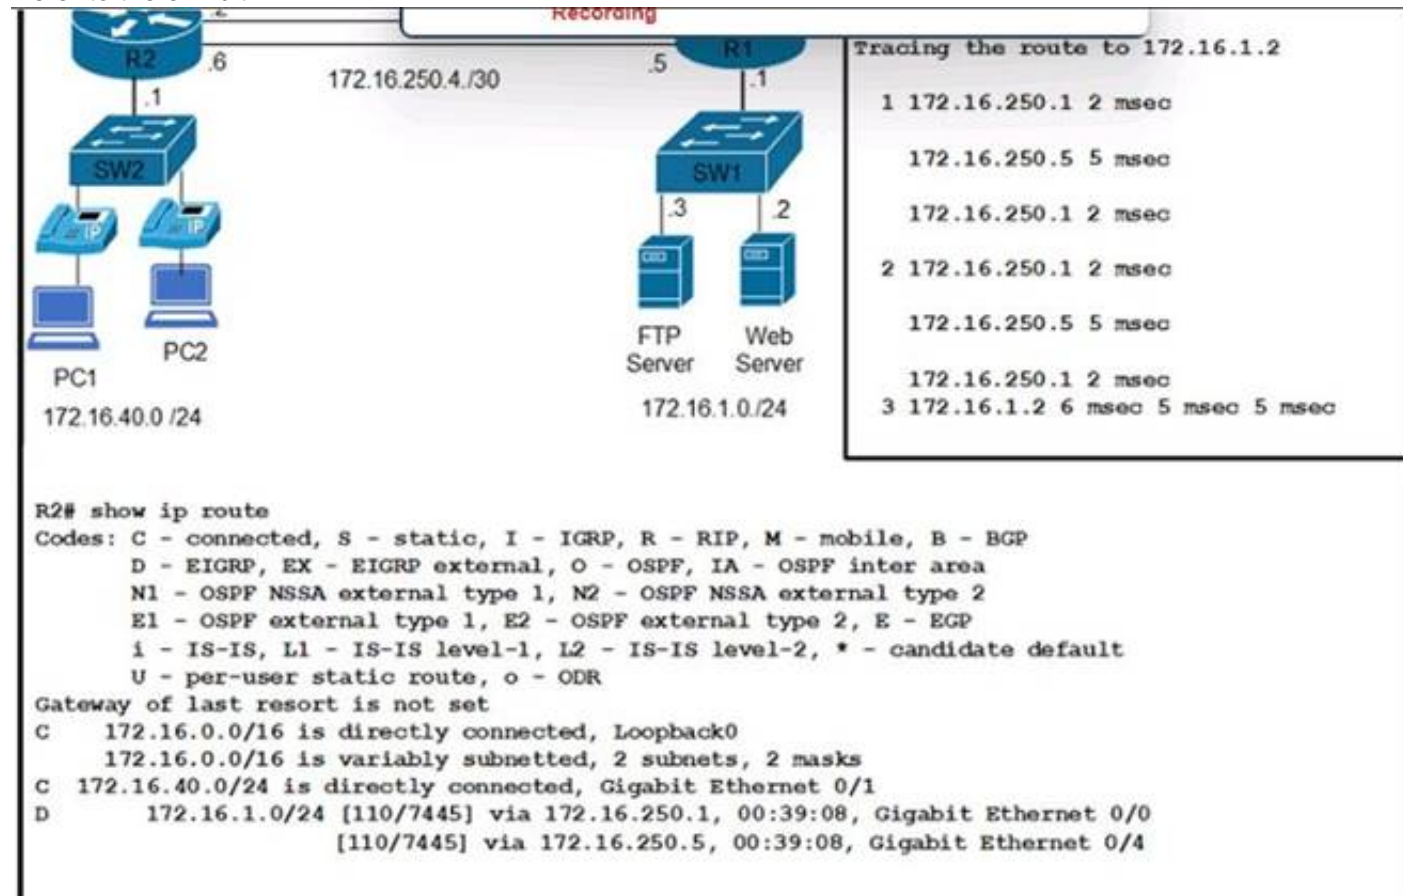 Recording
.2
R2
.6
172.16.250.4./30
.5
R1
.1
.1
SW2
SW1
IP
IP
.3
.2
FTP
Server
Web
Server
PC1
PC2
172.16.40.0 /24
172.16.1.0./24
Tracing the route to 172.16.1.2
1 172.16.250.1 2 msec
172.16.250.5 5 msec
172.16.250.1 2 msec
2 172.16.250.1 2 msec
172.16.250.5 5 msec
172.16.250.1 2 msec
3 172.16.1.2 6 msec 5 msec 5 msec
R2# show ip route
Codes: C - connected, S - static, I - IGRP, R - RIP, M - mobile, B - BGP
D - EIGRP, EX - EIGRP external, O - OSPF, IA - OSPF inter area
N1 - OSPF NSSA external type 1, N2 - OSPF NSSA external type 2
E1 - OSPF external type 1, E2 - OSPF external type 2, E - EGP
i - IS-IS, L1 - IS-IS level-1, L2 - IS-IS level-2, * - candidate default
U - per-user static route, o - ODR
Gateway of last resort is not set
C 172.16.0.0/16 is directly connected, Loopback0
172.16.0.0/16 is variably subnetted, 2 subnets, 2 masks
C 172.16.40.0/24 is directly connected, Gigabit Ethernet 0/1
D 172.16.1.0/24 [110/7445] via 172.16.250.1, 00:39:08, Gigabit Ethernet 0/0
[110/7445] via 172.16.250.5, 00:39:08, Gigabit Ethernet 0/4